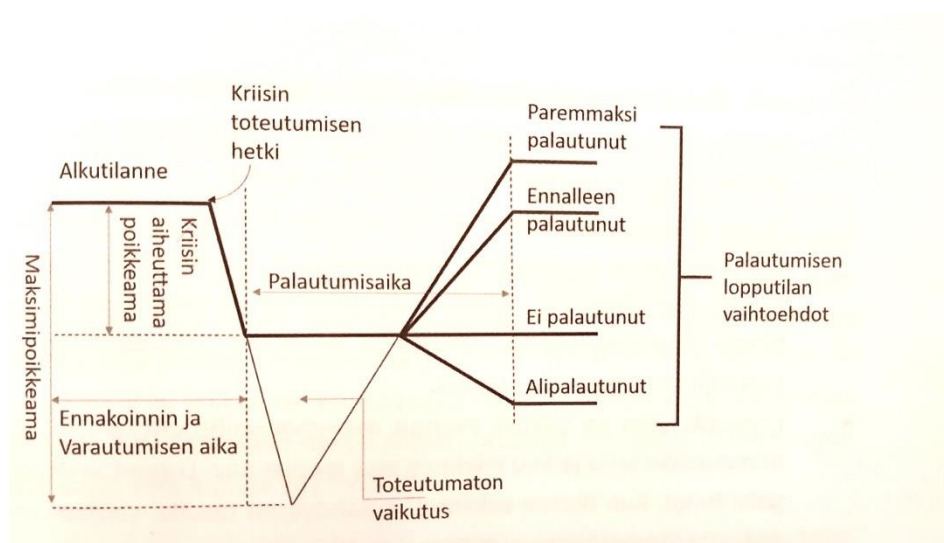 Kriisin
toteutumisen
hetki
Alkutilanne
Kriisin
aiheuttama
poikkeama
Maksimipoikkeama
Palautumisaika
Ennakoinnin ja
Varautumisen aika
Toteutumaton
vaikutus
Paremmaksi
palautunut
Ennalleen
palautunut
Ei palautunut
Alipalautunut
Palautumisen
lopputilan
vaihtoehdot